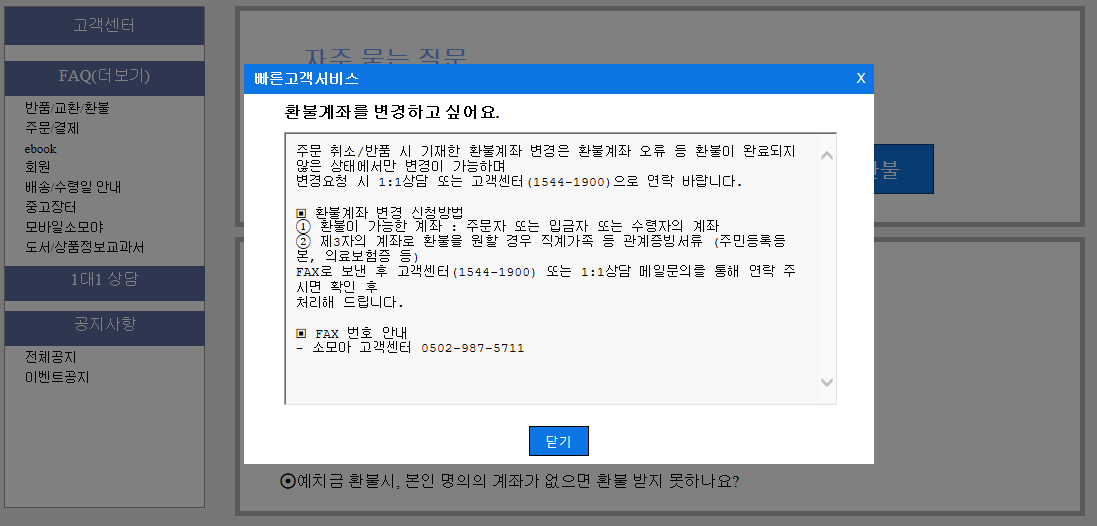 고객센터
FAQ(더보기)
반품/교환/환불
주문/결제
ebook
회원
배송/수령일 안내
중고장터
모바일소모야
도서/상품정보교과서
1대1 상담
공지사항
전체공지
이벤트공지
자주 묻는 질문
빠른고객서비스 X
환불계좌를 변경하고 싶어요.
주문 취소/반품 시 기재한 환불계좌 변경은 환불계좌 오류 등 환불이 완료되지
않은 상태에서만 변경이 가능하며
변경요청 시 1:1상담 또는 고객센터(1544-1900)으로 연락 바랍니다.
▣ 환불계좌 변경 신청방법
① 환불이 가능한 계좌 : 주문자 또는 입금자 또는 수령자의 계좌
② 제3자의 계좌로 환불을 원할 경우 직계가족 등 관계증빙서류 (주민등록등
본, 의료보험증 등)
FAX로 보낸 후 고객센터(1544-1900) 또는 1:1상담 메일문의를 통해 연락 주
시면 확인 후
처리해 드립니다.
▣ FAX 번호 안내
- 소모야 고객센터 0502-987-5711
닫기
⊙예치금 환불시, 본인 명의의 계좌가 없으면 환불 받지 못하나요?